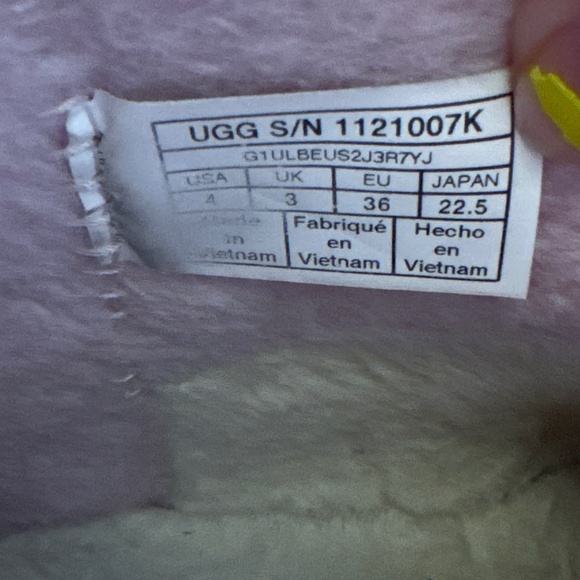 UGG S/N 1121007K
G1ULBEUS2J3R7YJ
USA UK EU JAPAN
4 3 36 22.5
Made in Vietnam
Fabriqué en Vietnam
Hecho en Vietnam